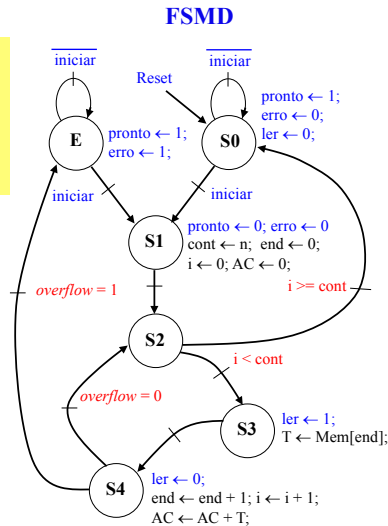 FSMD
iniciar
iniciar
Reset
pronto ← 1;
erro ← 0;
ler ← 0;
E
pronto ← 1;
erro ← 1;
S0
iniciar
iniciar
S1
pronto ← 0; erro ← 0
cont ← n; end ← 0;
i ← 0; AC ← 0;
overflow = 1
i >= cont
S2
i < cont
overflow = 0
S3
ler ← 1;
T ← Mem[end];
S4
ler ← 0;
end ← end + 1; i ← i + 1;
AC ← AC + T;